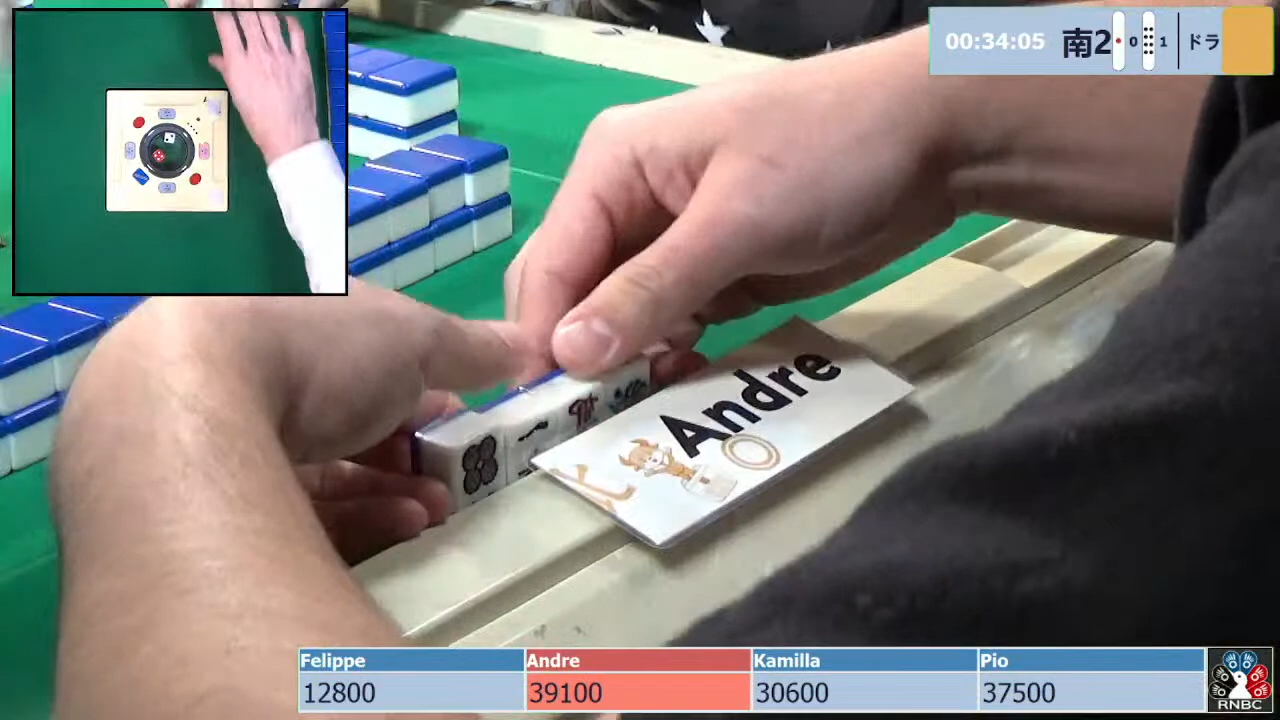 00:34:05 南2 0 1 ドラ
Andre
Felippe Andre Kamilla Pio
12800 39100 30600 37500
RNBC